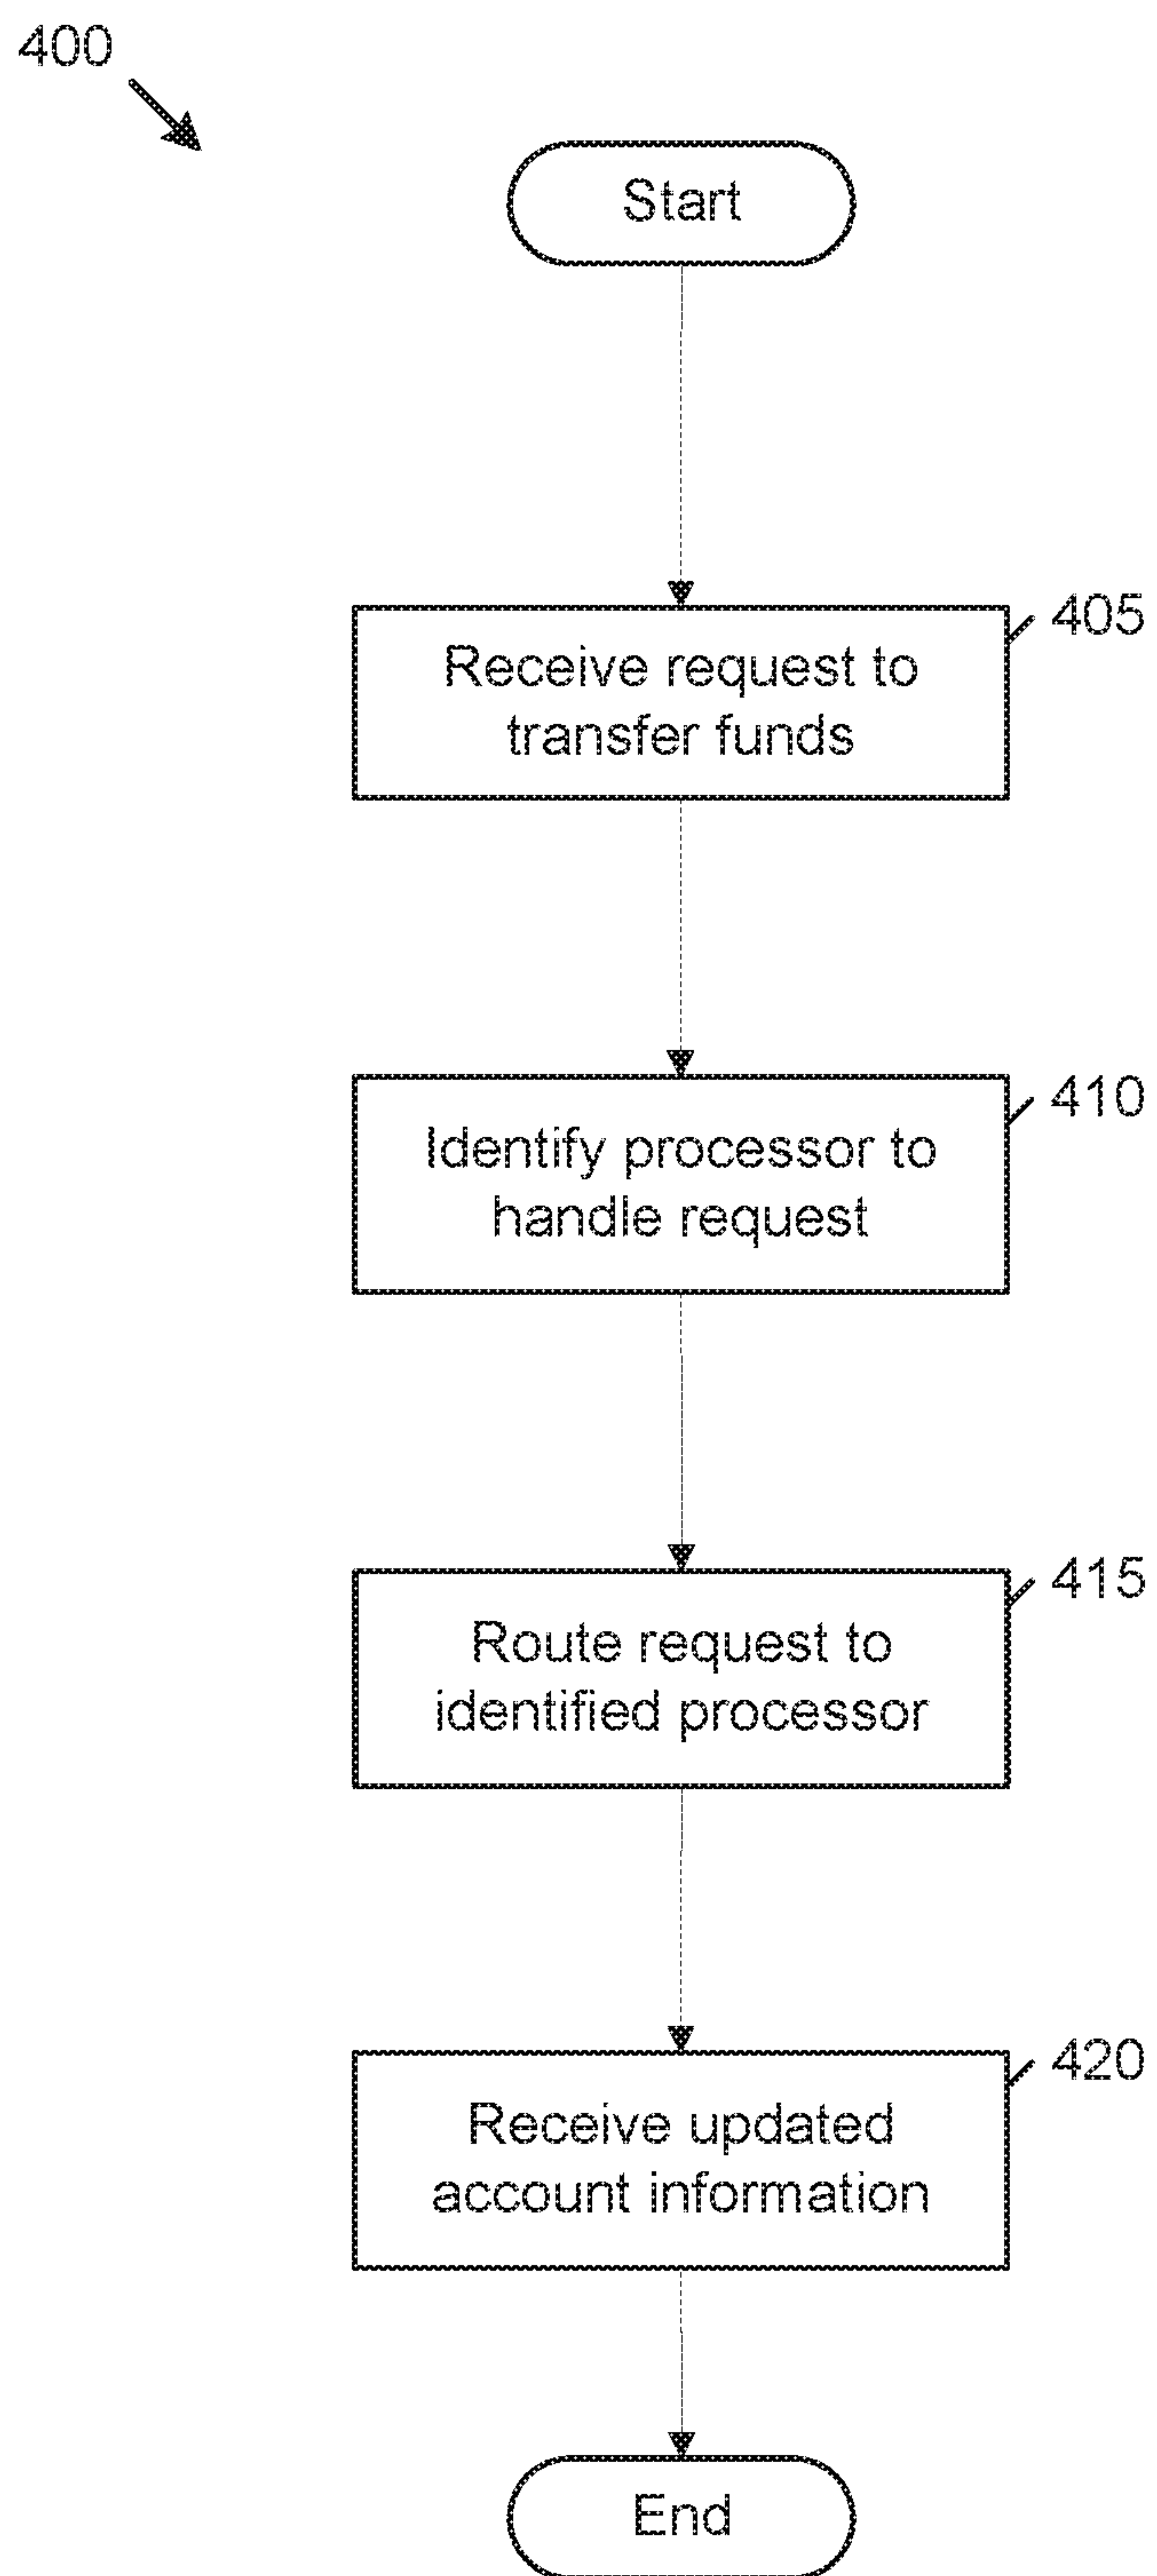 400
Start
405
Receive request to
transfer funds
410
Identify processor to
handle request
415
Route request to
identified processor
420
Receive updated
account information
End